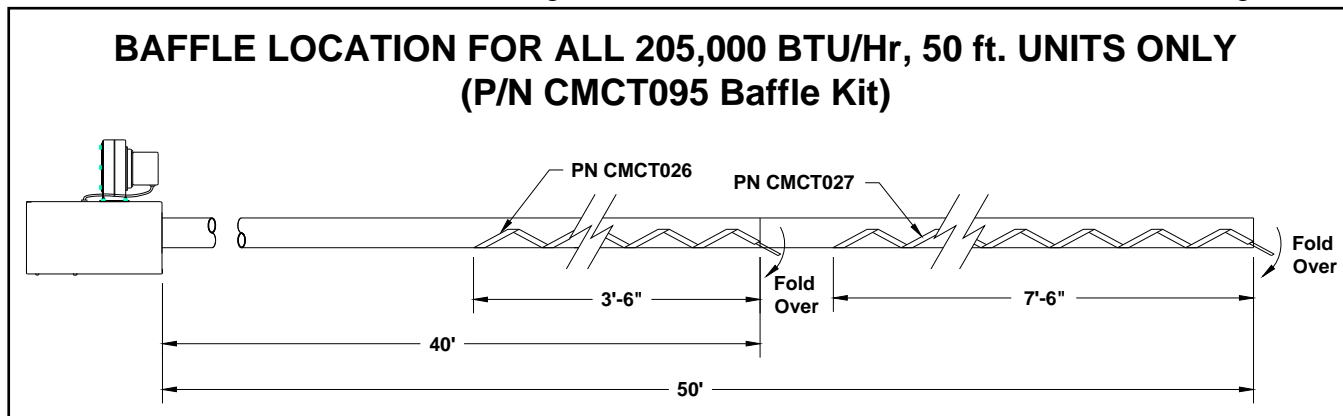 BAFFLE LOCATION FOR ALL 205,000 BTU/Hr, 50 ft. UNITS ONLY
(P/N CMCT095 Baffle Kit)
PN CMCT026
PN CMCT027
Fold
Over
Fold
Over
3'-6"
7'-6"
40'
50'